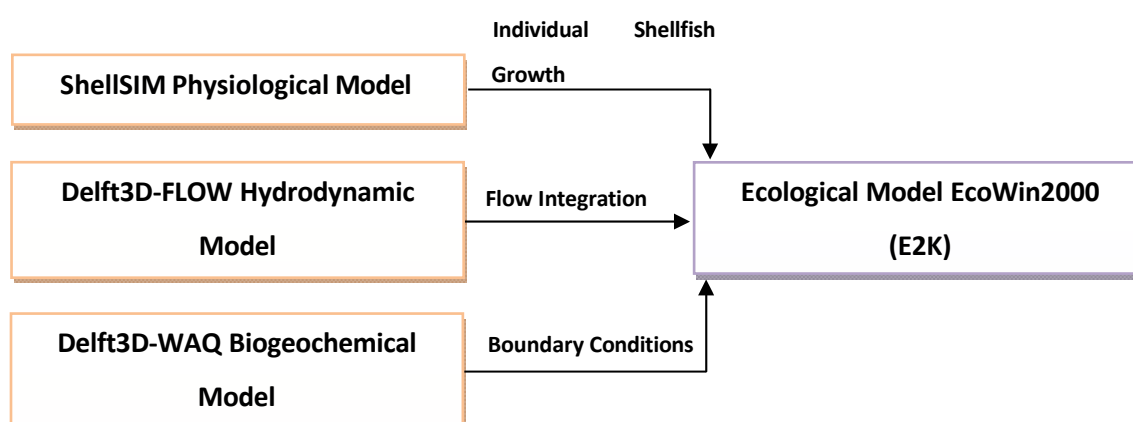 Individual Shellfish
Growth
ShellSIM Physiological Model
Delft3D-FLOW Hydrodynamic
Model
Flow Integration
Ecological Model EcoWin2000
(E2K)
Delft3D-WAQ Biogeochemical
Model
Boundary Conditions